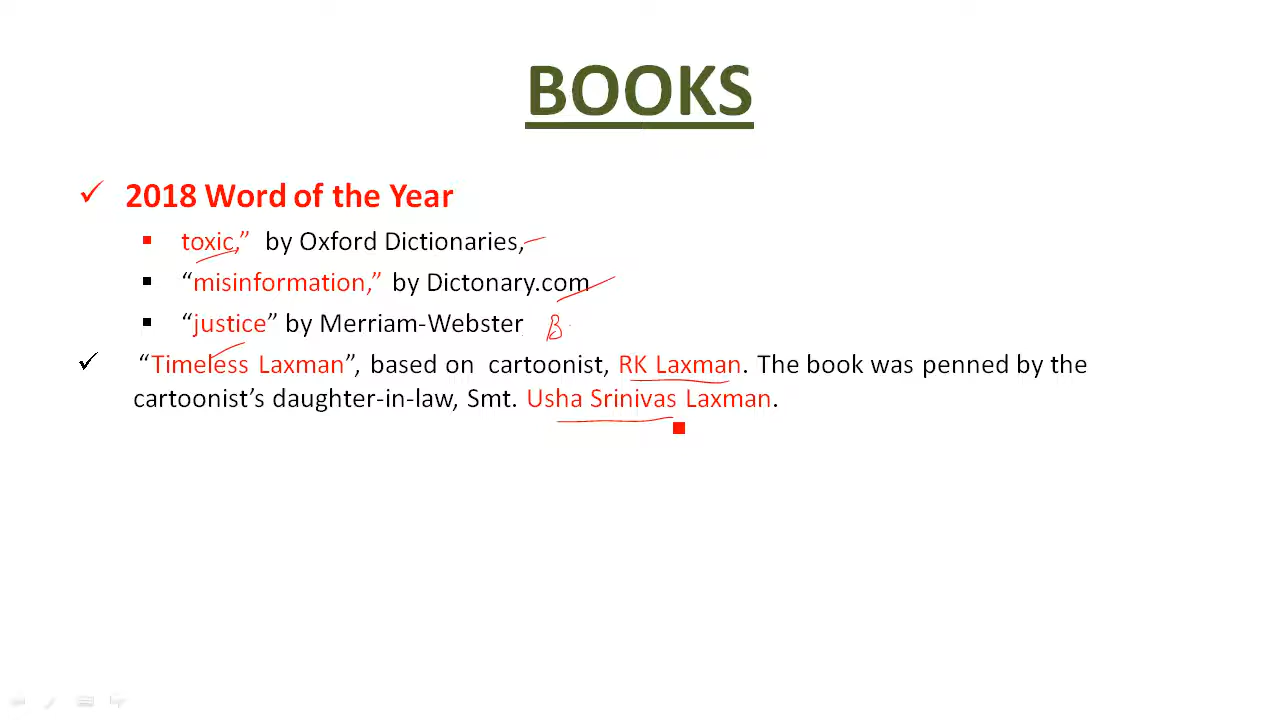 BOOKS
2018 Word of the Year
toxic,” by Oxford Dictionaries,
“misinformation,” by Dictonary.com
“justice” by Merriam-Webster B
“Timeless Laxman”, based on cartoonist, RK Laxman. The book was penned by the
cartoonist’s daughter-in-law, Smt. Usha Srinivas Laxman.